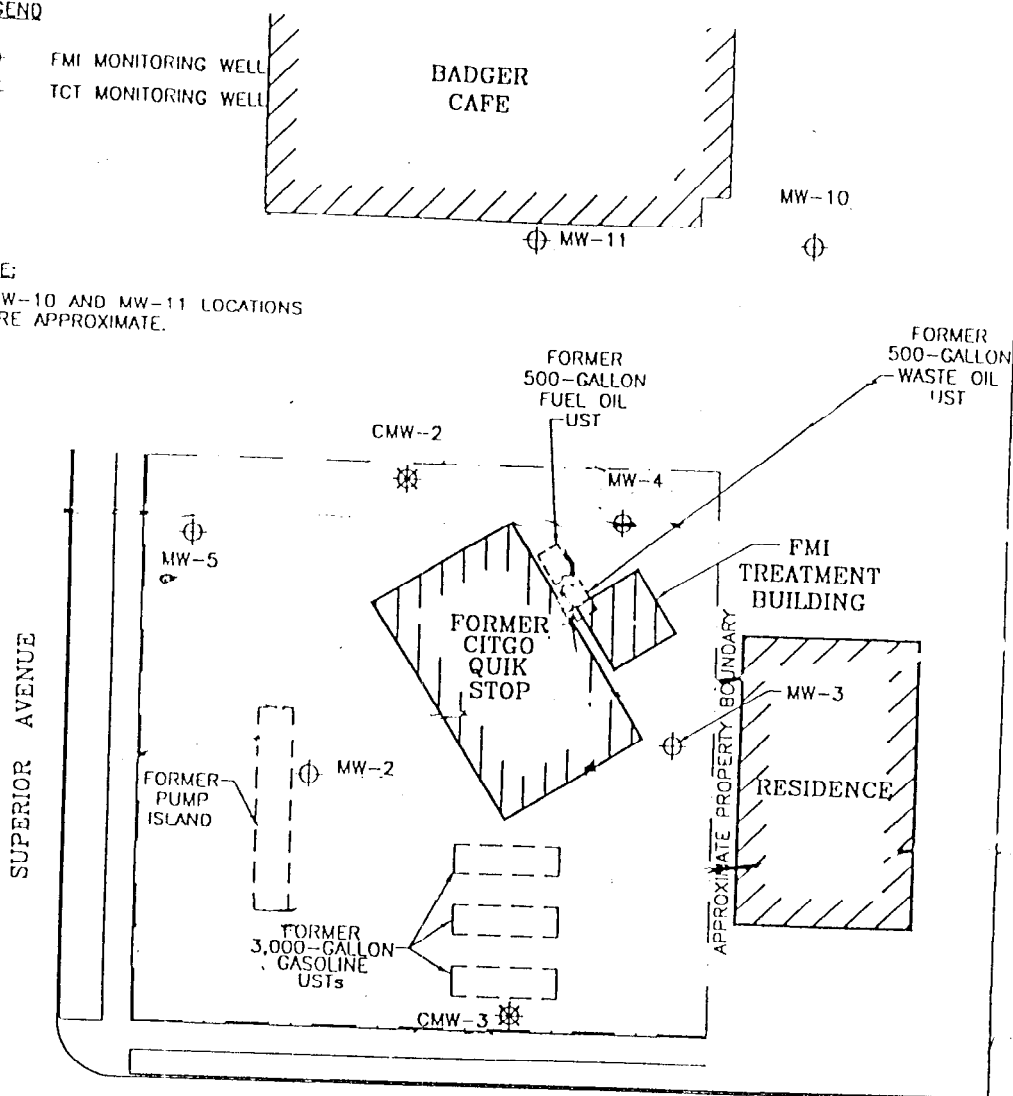 FMI MONITORING WELL
TCT MONITORING WELL
BADGER
CAFE
MW-10
MW-11
MW-10 AND MW-11 LOCATIONS
APPROXIMATE.
FORMER
500-GALLON
FUEL OIL
UST
FORMER
500-GALLON
WASTE OIL
UST
CMW-2
MW-4
MW-5
FMI
TREATMENT
BUILDING
FORMER
CITGO
QUIK
STOP
APPROXIMATE PROPERTY BOUNDARY
MW-3
RESIDENCE
SUPERIOR AVENUE
FORMER
PUMP
ISLAND
MW-2
FORMER
3,000-GALLON
GASOLINE
USTs
CMW-3